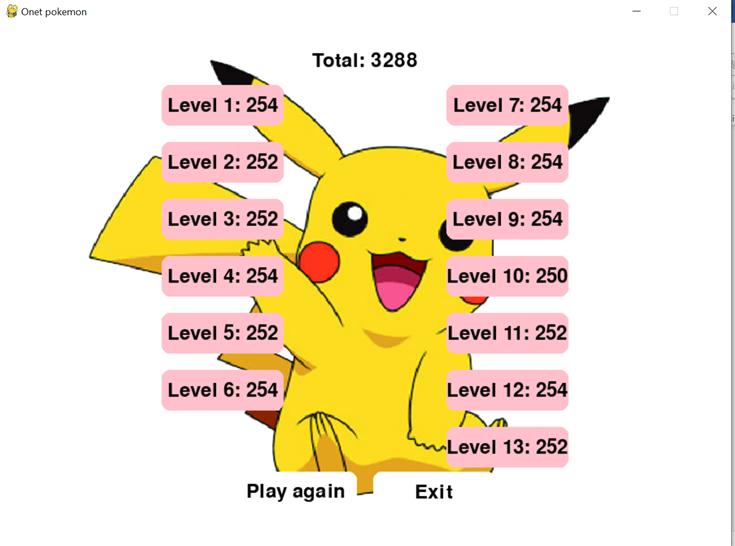 Onet pokemon
Total: 3288
Level 1: 254
Level 2: 252
Level 3: 252
Level 4: 254
Level 5: 252
Level 6: 254
Level 7: 254
Level 8: 254
Level 9: 254
Level 10: 250
Level 11: 252
Level 12: 254
Level 13: 252
Play again
Exit